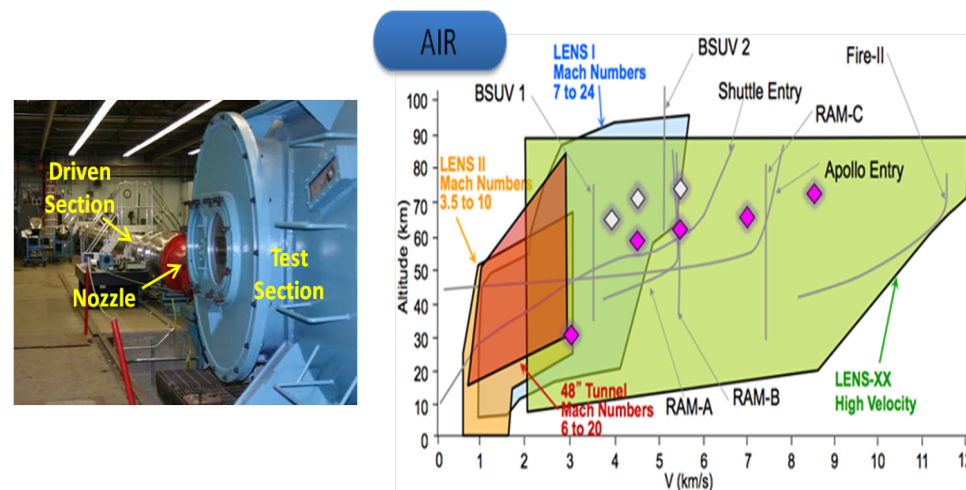 AIR
Driven
Section
Nozzle
Test
Section
LENS I
Mach Numbers
7 to 24
BSUV 1
BSUV 2
Shuttle Entry
Fire-II
RAM-C
Apollo Entry
LENS II
Mach Numbers
3.5 to 10
Altitude (km)
100
90
80
70
60
50
40
30
20
10
0
48" Tunnel
Mach Numbers
6 to 20
RAM-A
RAM-B
LENS-XX
High Velocity
0 1 2 3 4 5 6 7 8 9 10 11 12
V (km/s)